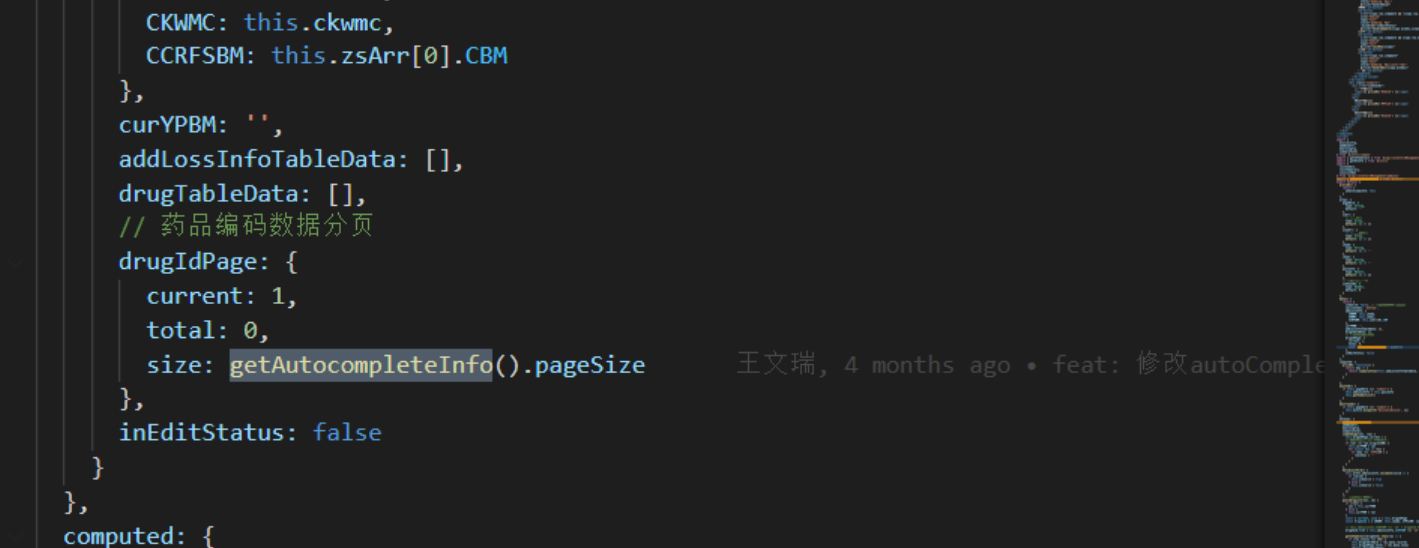 CKWMC: this.ckwmc,
CCRFSBM: this.zsArr[0].CBM
},
curYPBM: '',
addLossInfoTableData: [],
drugTableData: [],
// 药品编码数据分页
drugIdPage: {
current: 1,
total: 0,
size: getAutocompleteInfo().pageSize 王文瑞, 4 months ago • feat: 修改autoComple
},
inEditStatus: false
}
},
computed: {